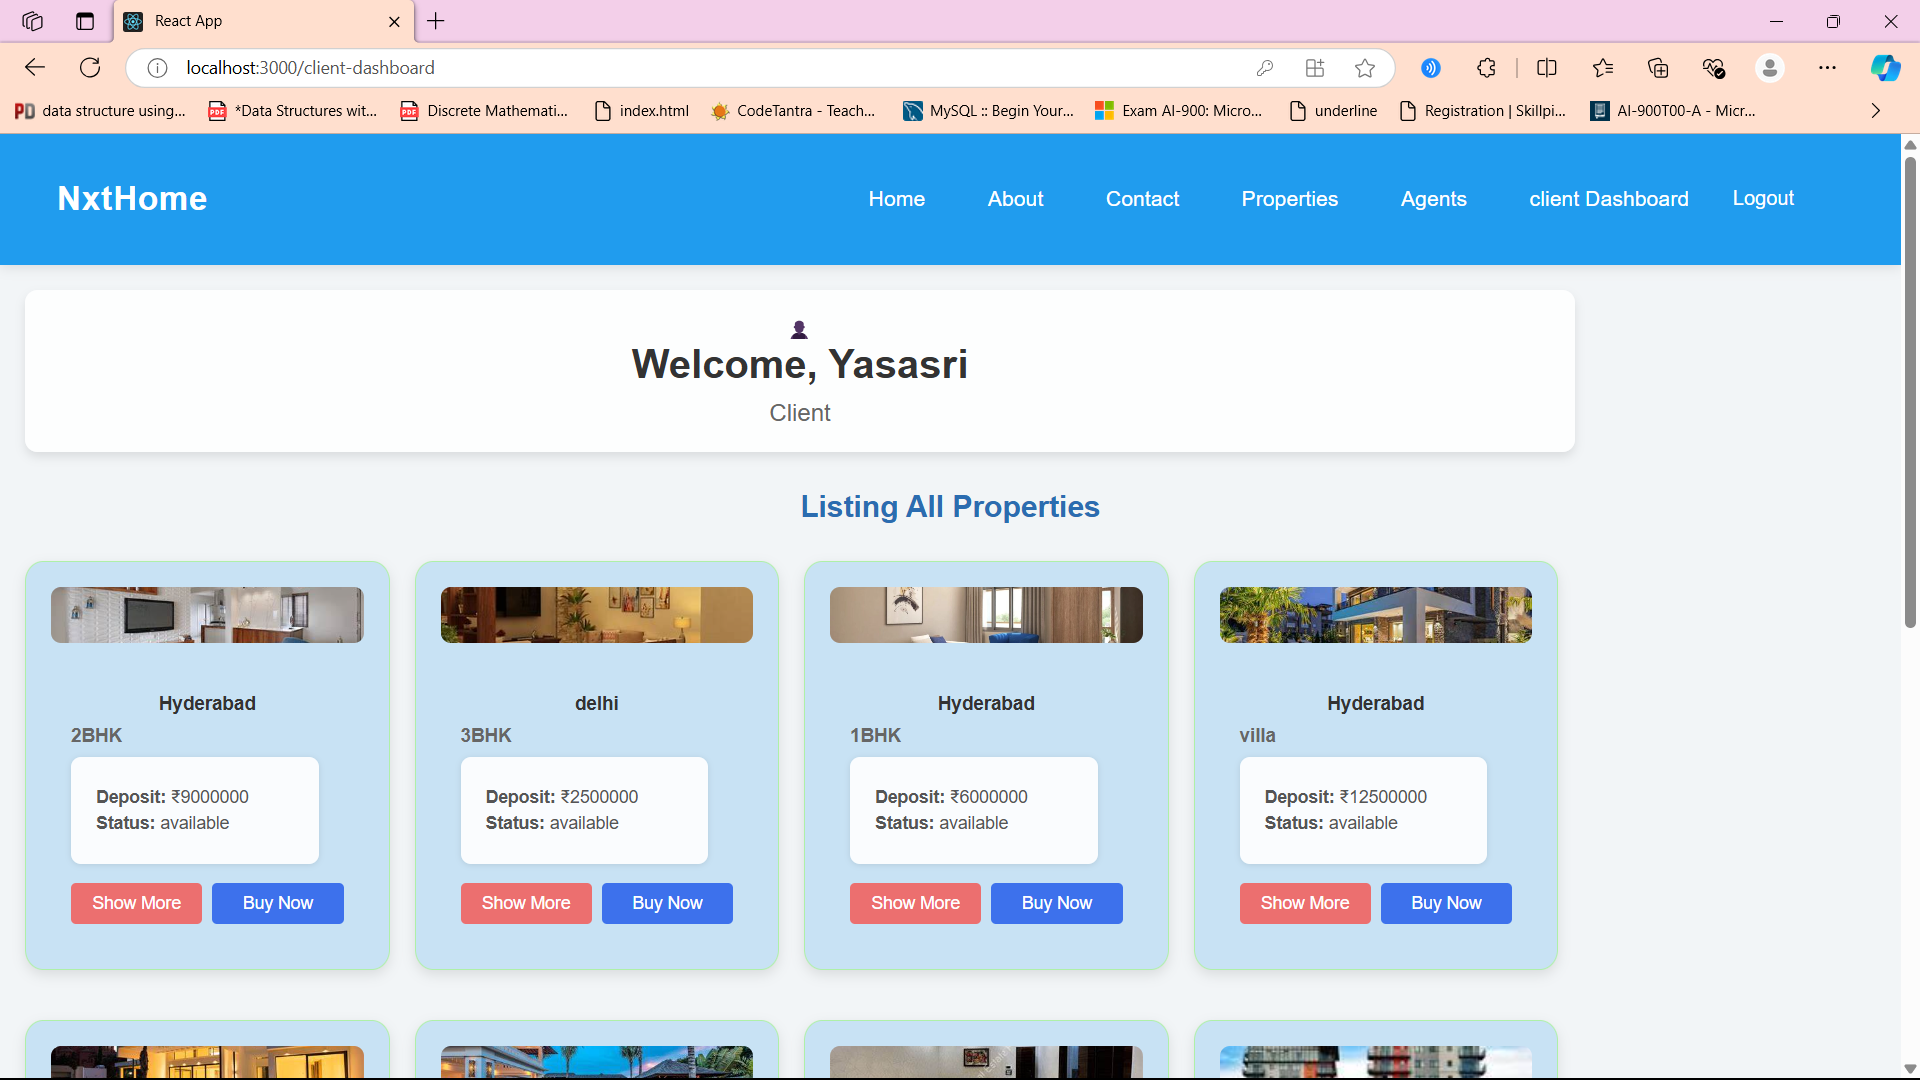 React App
localhost:3000/client-dashboard
data structure using... *Data Structures wit... Discrete Mathemati... index.html CodeTantra - Teach... MySQL :: Begin Your... Exam AI-900: Micro... underline Registration | Skillpi... AI-900T00-A - Micr...
NxtHome Home About Contact Properties Agents client Dashboard Logout
Welcome, Yasasri
Client
Listing All Properties
Hyderabad
2BHK
Deposit: ₹9000000
Status: available
Show More Buy Now
delhi
3BHK
Deposit: ₹2500000
Status: available
Show More Buy Now
Hyderabad
1BHK
Deposit: ₹6000000
Status: available
Show More Buy Now
Hyderabad
villa
Deposit: ₹12500000
Status: available
Show More Buy Now